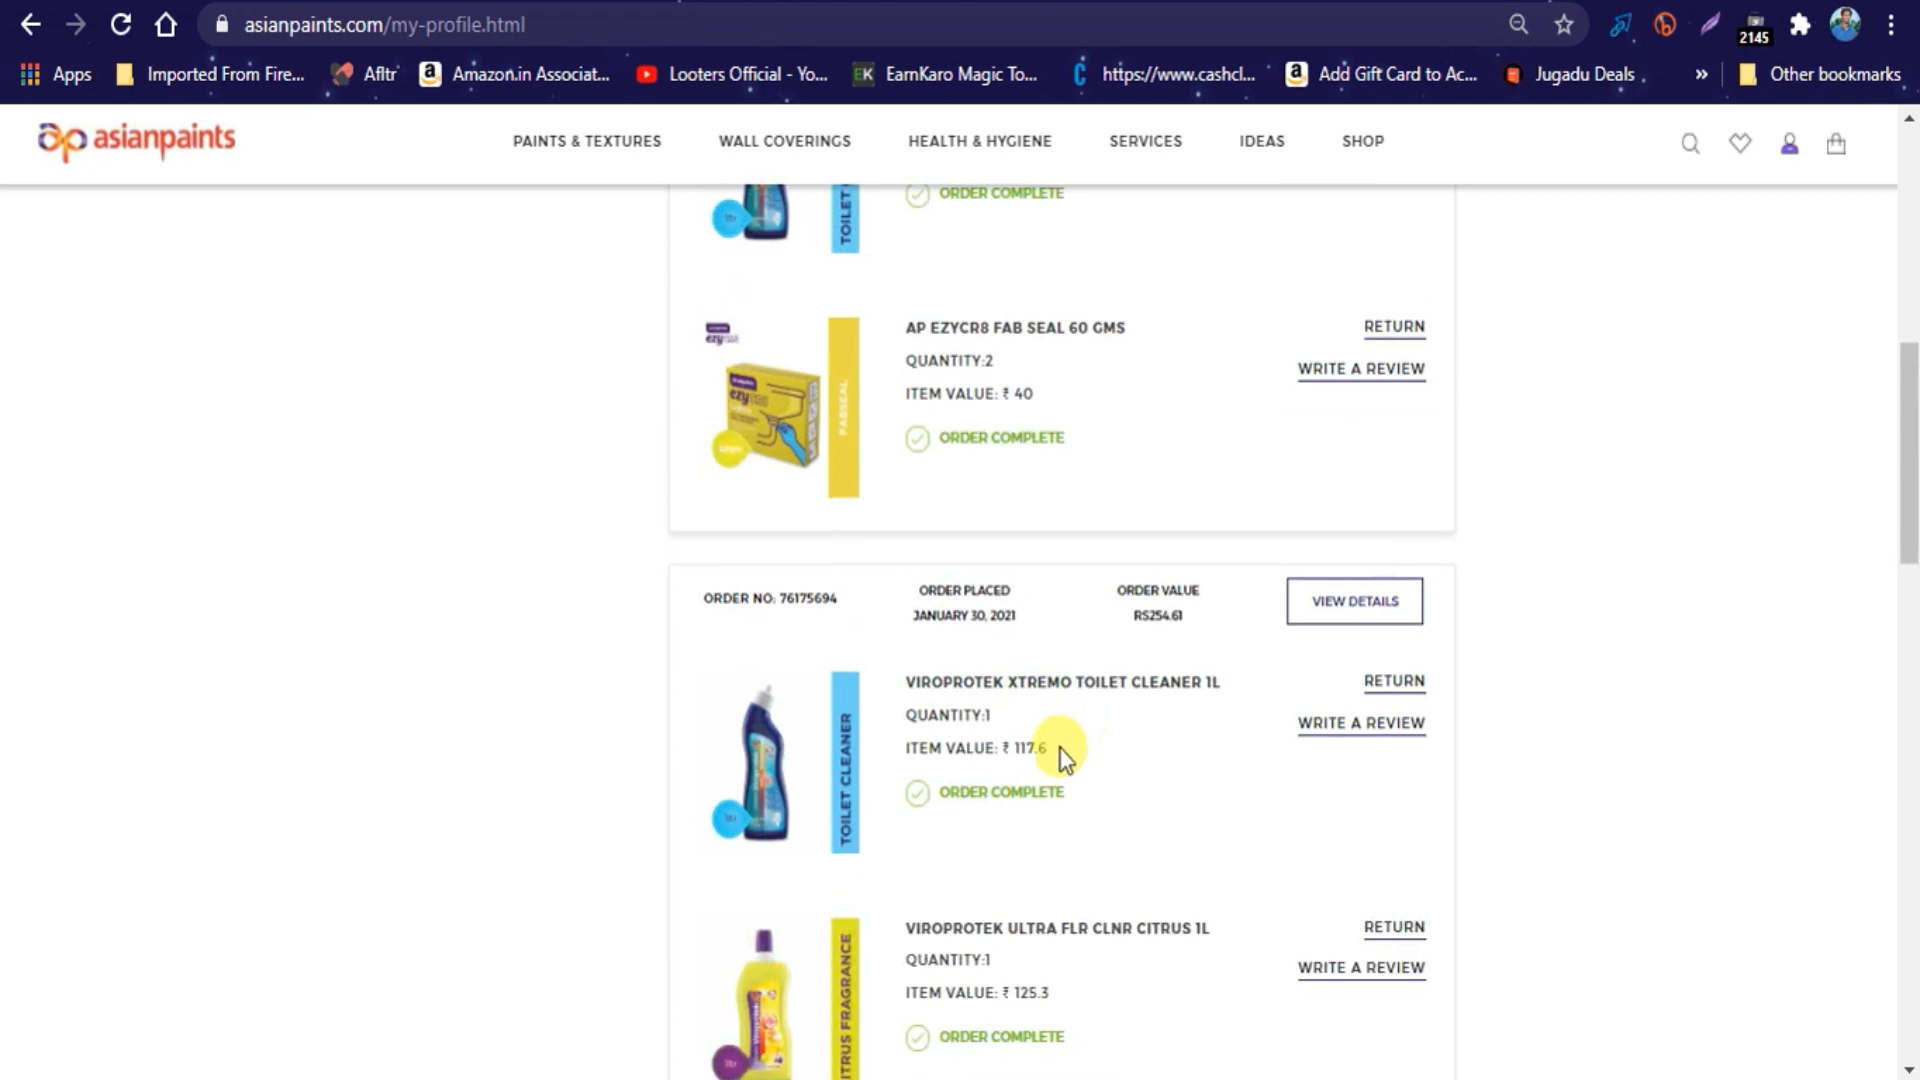 asianpaints.com/my-profile.html
2145
Apps
Imported From Fire...
Afltr
Amazon.in Associat...
Looters Official - Yo...
EarnKaro Magic To...
https://www.cashcl...
Add Gift Card to Ac...
Jugadu Deals
»
Other bookmarks
ap asianpaints
PAINTS & TEXTURES
WALL COVERINGS
HEALTH & HYGIENE
SERVICES
IDEAS
SHOP
TOILET
ORDER COMPLETE
AP EZYCR8 FAB SEAL 60 GMS
RETURN
QUANTITY:2
WRITE A REVIEW
ITEM VALUE: ₹ 40
FABSEAL
ORDER COMPLETE
ORDER NO: 76175694
ORDER PLACED
JANUARY 30, 2021
ORDER VALUE
RS254.61
VIEW DETAILS
VIROPROTEK XTREMO TOILET CLEANER 1L
RETURN
QUANTITY:1
WRITE A REVIEW
ITEM VALUE: ₹ 117.6
TOILET CLEANER
ORDER COMPLETE
VIROPROTEK ULTRA FLR CLNR CITRUS 1L
RETURN
QUANTITY:1
WRITE A REVIEW
ITEM VALUE: ₹ 125.3
ITRUS FRAGRANCE
ORDER COMPLETE